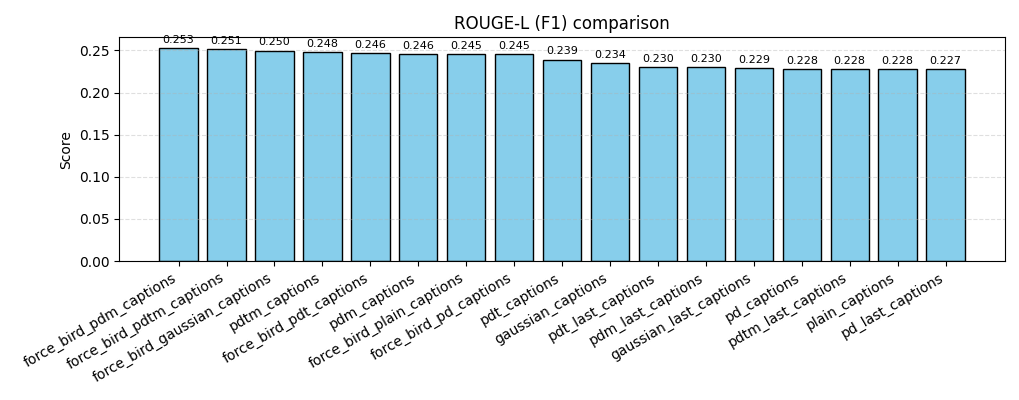 ROUGE-L (F1) comparison
Score
0.25
0.20
0.15
0.10
0.05
0.00
0.253 0.251 0.250 0.248 0.246 0.246 0.245 0.245 0.239 0.234 0.230 0.230 0.229 0.228 0.228 0.228 0.227
force_bird_pdm_captions
force_bird_pdtm_captions
force_bird_gaussian_captions
pdtm_captions
force_bird_pdt_captions
pdm_captions
force_bird_plain_captions
force_bird_pd_captions
pdt_captions
gaussian_captions
pdt_last_captions
pdm_last_captions
gaussian_last_captions
pd_captions
pdtm_last_captions
plain_captions
pd_last_captions